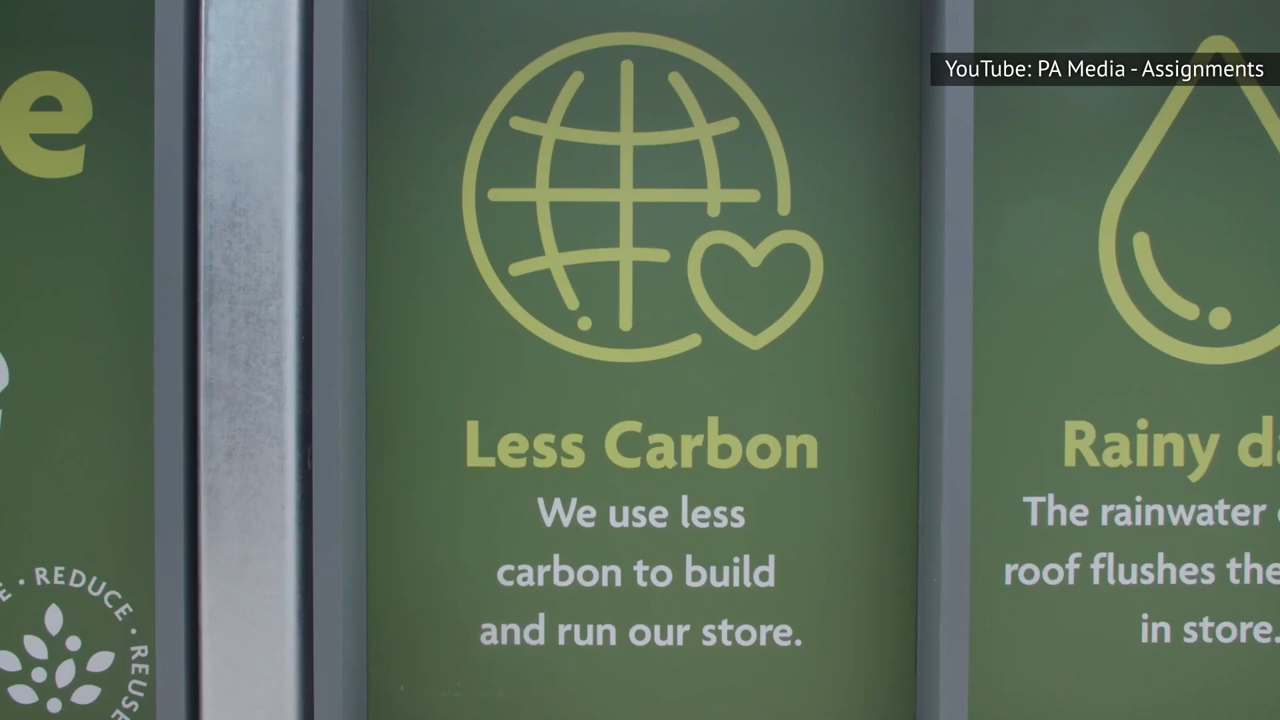 YouTube: PA Media - Assignments
e
REDUCE · REUSE
Less Carbon
We use less
carbon to build
and run our store.
Rainy
The rainwater
roof flushes the
in store.